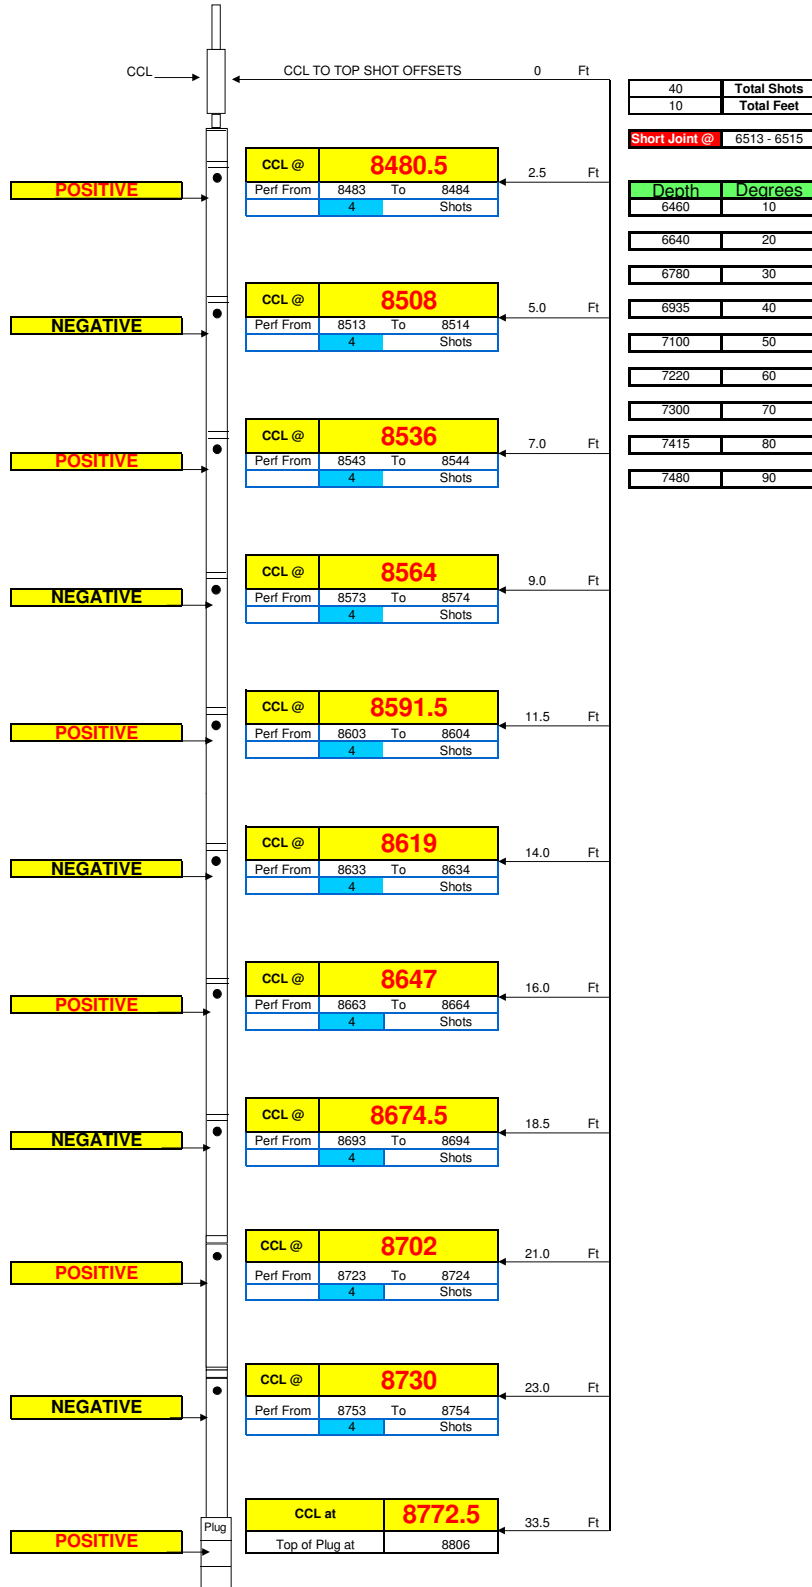 CCL CCL TO TOP SHOT OFFSETS 0 Ft
40 Total Shots
10 Total Feet
Short Joint @ 6513 - 6515
CCL @ 8480.5 2.5 Ft
POSITIVE Perf From 8483 To 8484
4 Shots
Depth Degrees
6460 10
6640 20
6780 30
6935 40
7100 50
7220 60
7300 70
7415 80
7480 90
CCL @ 8508 5.0 Ft
NEGATIVE Perf From 8513 To 8514
4 Shots
CCL @ 8536 7.0 Ft
POSITIVE Perf From 8543 To 8544
4 Shots
CCL @ 8564 9.0 Ft
NEGATIVE Perf From 8573 To 8574
4 Shots
CCL @ 8591.5 11.5 Ft
POSITIVE Perf From 8603 To 8604
4 Shots
CCL @ 8619 14.0 Ft
NEGATIVE Perf From 8633 To 8634
4 Shots
CCL @ 8647 16.0 Ft
POSITIVE Perf From 8663 To 8664
4 Shots
CCL @ 8674.5 18.5 Ft
NEGATIVE Perf From 8693 To 8694
4 Shots
CCL @ 8702 21.0 Ft
POSITIVE Perf From 8723 To 8724
4 Shots
CCL @ 8730 23.0 Ft
NEGATIVE Perf From 8753 To 8754
4 Shots
Plug CCL at 8772.5 33.5 Ft
POSITIVE Top of Plug at 8806